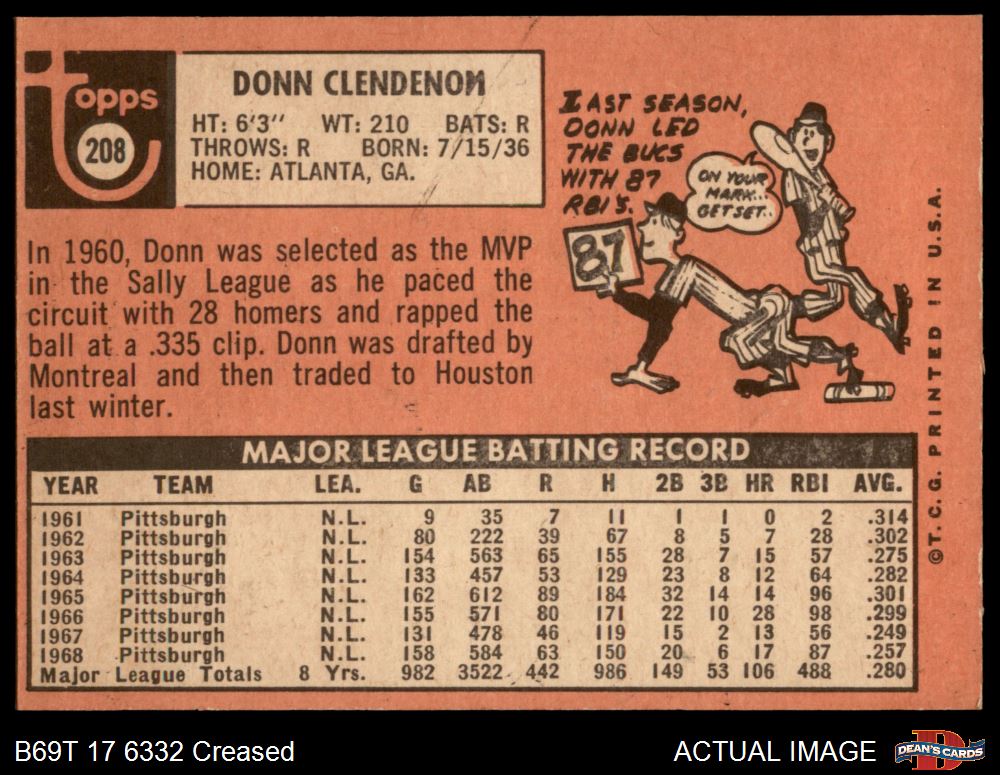 topps
208
DONN CLENDENON
HT: 6'3" WT: 210 BATS: R
THROWS: R BORN: 7/15/36
HOME: ATLANTA, GA.
LAST SEASON,
DONN LED
THE BUCS
WITH 87
RBI'S.
ON YOUR
MARK...
GET SET..
87
In 1960, Donn was selected as the MVP
in the Sally League as he paced the
circuit with 28 homers and rapped the
ball at a .335 clip. Donn was drafted by
Montreal and then traded to Houston
last winter.
MAJOR LEAGUE BATTING RECORD
YEAR TEAM LEA. G AB R H 2B 3B HR RBI AVG.
1961 Pittsburgh N.L. 9 35 7 11 1 1 0 2 .314
1962 Pittsburgh N.L. 80 222 39 67 8 5 7 28 .302
1963 Pittsburgh N.L. 154 563 65 155 28 7 15 57 .275
1964 Pittsburgh N.L. 133 457 53 129 23 8 12 64 .282
1965 Pittsburgh N.L. 162 612 89 184 32 14 14 96 .301
1966 Pittsburgh N.L. 155 571 80 171 22 10 28 98 .299
1967 Pittsburgh N.L. 131 478 46 119 15 2 13 56 .249
1968 Pittsburgh N.L. 158 584 63 150 20 6 17 87 .257
Major League Totals 8 Yrs. 982 3522 442 986 149 53 106 488 .280
©T.C.G. PRINTED IN U.S.A.
B69T 17 6332 Creased
ACTUAL IMAGE
DEAN'S CARDS